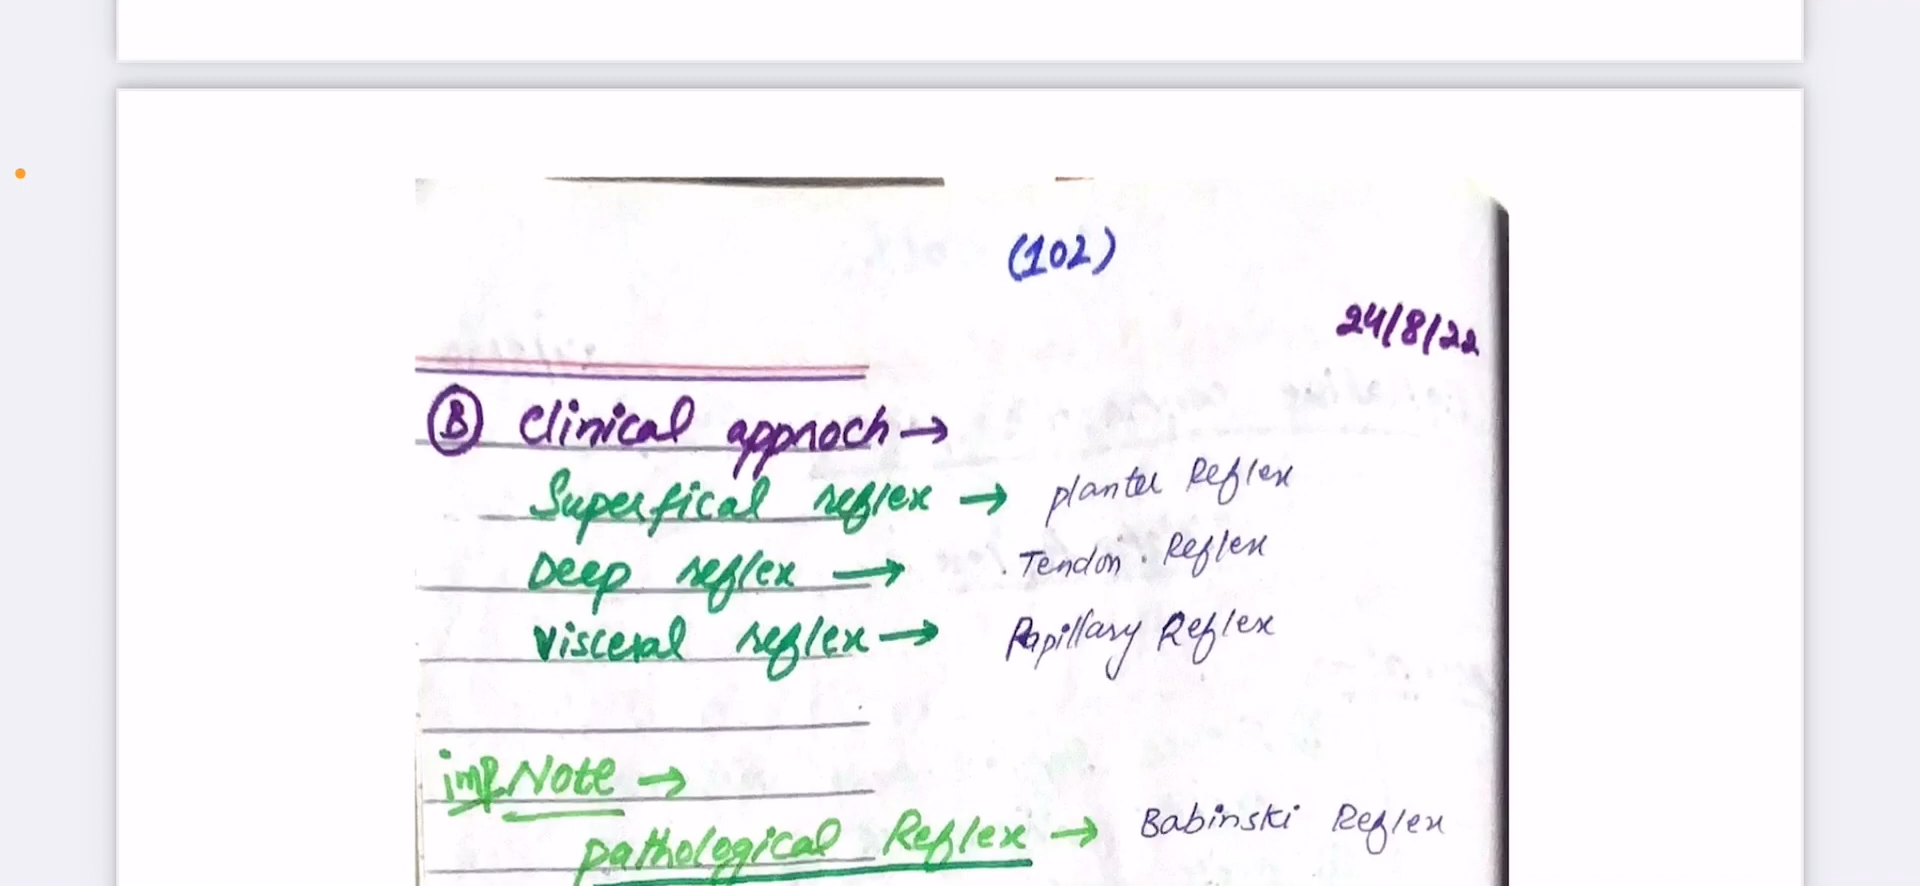 (102)
24/8/22
Ⓑ Clinical approch →
Superfical reflex → planter Reflex
Deep reflex → Tendon Reflex
Visceral reflex → Papillary Reflex
imp. Note →
pathological Reflex → Babinski Reflex